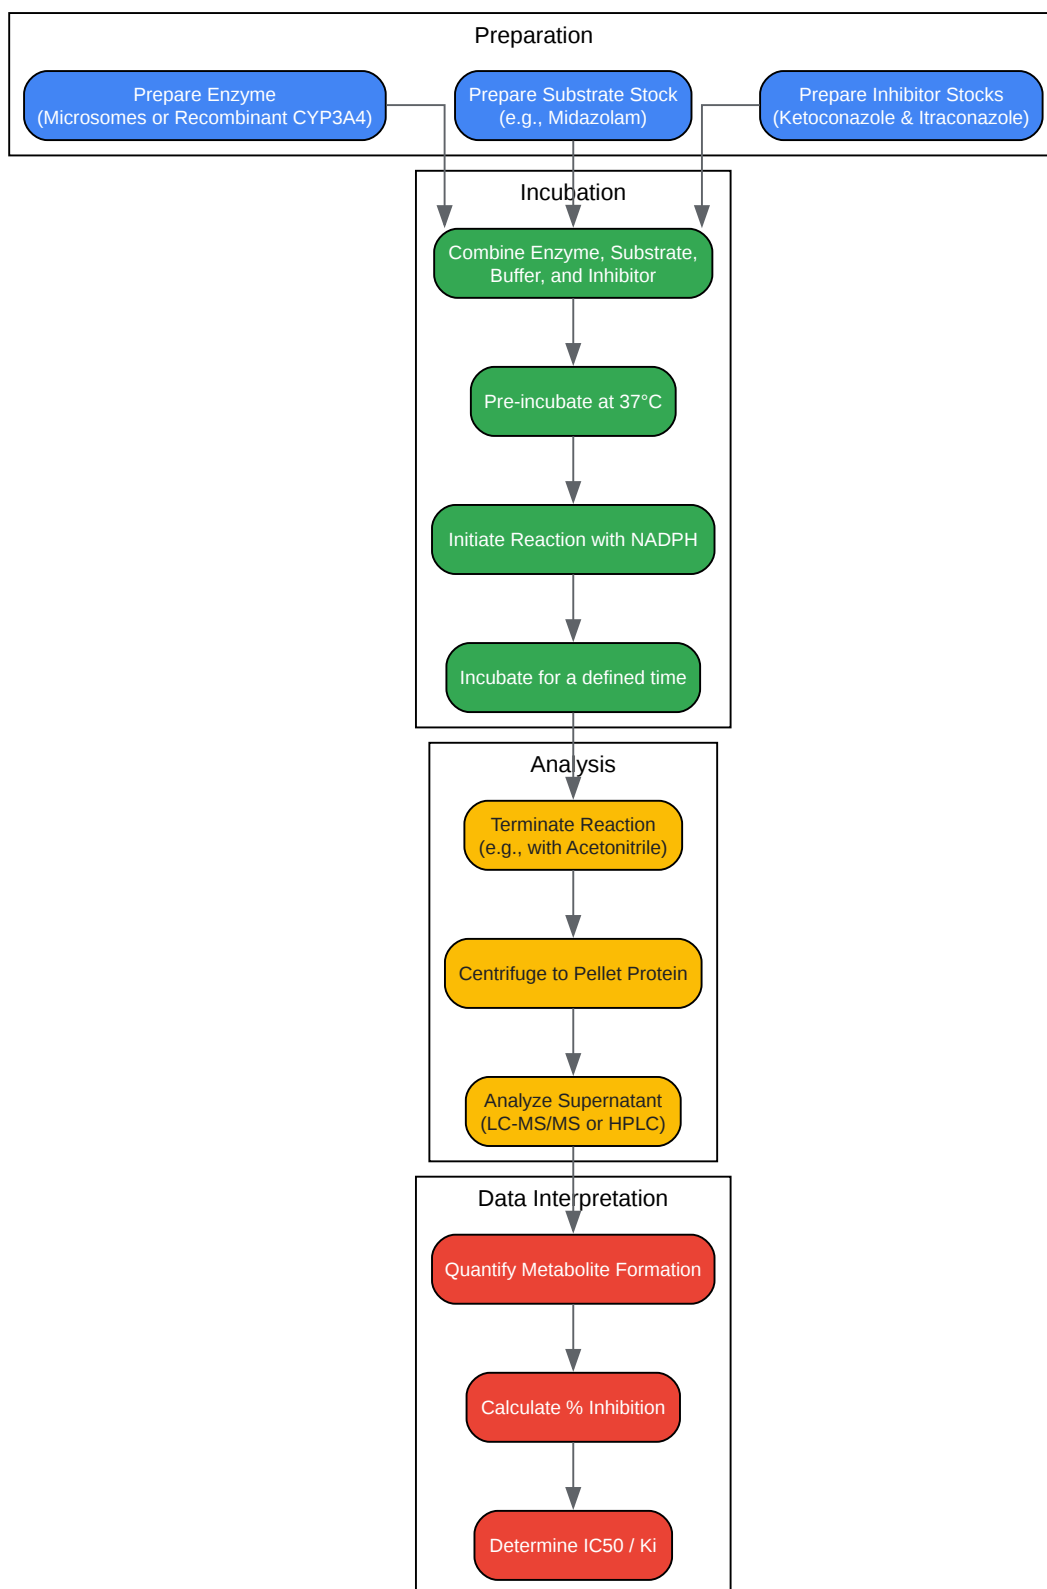 Preparation
Prepare Enzyme
(Microsomes or Recombinant CYP3A4)
Prepare Substrate Stock
(e.g., Midazolam)
Prepare Inhibitor Stocks
(Ketoconazole & Itraconazole)
Incubation
Combine Enzyme, Substrate,
Buffer, and Inhibitor
Pre-incubate at 37°C
Initiate Reaction with NADPH
Incubate for a defined time
Analysis
Terminate Reaction
(e.g., with Acetonitrile)
Centrifuge to Pellet Protein
Analyze Supernatant
(LC-MS/MS or HPLC)
Data Interpretation
Quantify Metabolite Formation
Calculate % Inhibition
Determine IC50 / Ki